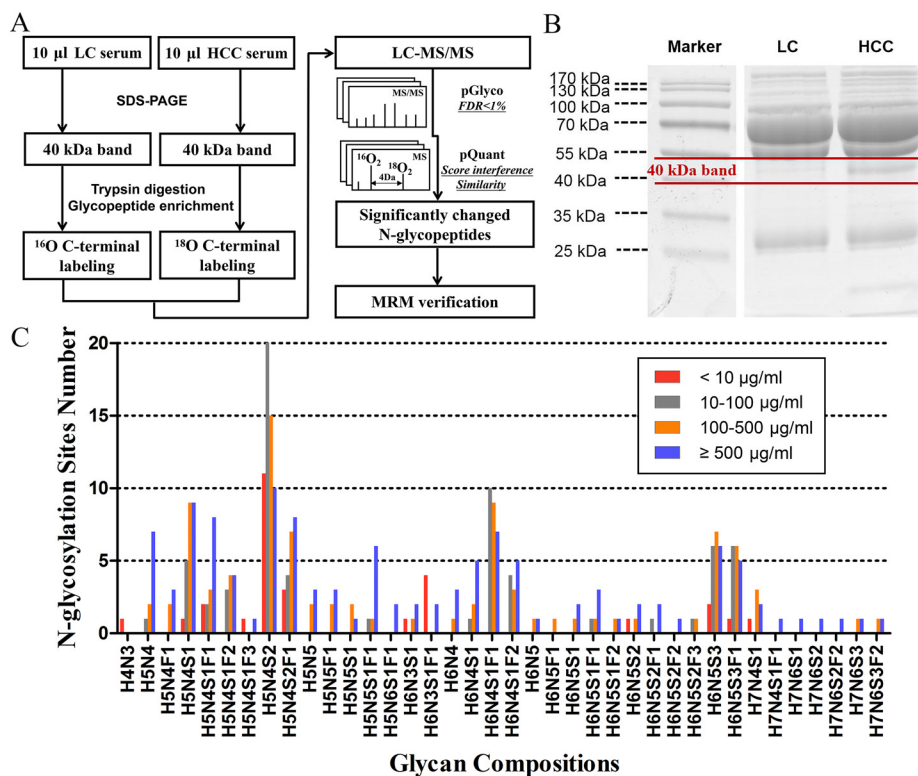 A
10 µl LC serum
10 µl HCC serum
SDS-PAGE
40 kDa band
40 kDa band
Trypsin digestion
Glycopeptide enrichment
¹⁶O C-terminal
labeling
¹⁸O C-terminal
labeling
LC-MS/MS
MS/MS
pGlyco
FDR<1%
MS
¹⁶O₂
¹⁸O₂
4Da
pQuant
Score interference
Similarity
Significantly changed
N-glycopeptides
MRM verification
B
Marker LC HCC
170 kDa
130 kDa
100 kDa
70 kDa
55 kDa
40 kDa band
40 kDa
35 kDa
25 kDa
C
N-glycosylation Sites Number
20
15
10
5
0
< 10 µg/ml
10-100 µg/ml
100-500 µg/ml
≥ 500 µg/ml
H4N3
H5N4
H5N4F1
H5N4S1
H5N4S1F1
H5N4S1F2
H5N4S1F3
H5N4S2
H5N4S2F1
H5N5
H5N5F1
H5N5S1
H5N5S1F1
H5N6S1F1
H6N3S1
H6N3S1F1
H6N4
H6N4S1
H6N4S1F1
H6N4S1F2
H6N5
H6N5F1
H6N5S1
H6N5S1F1
H6N5S1F2
H6N5S2
H6N5S2F1
H6N5S2F3
H6N5S3
H6N5S3F1
H7N4S1
H7N4S1F1
H7N6S1
H7N6S2
H7N6S2F2
H7N6S3
H7N6S3F2
Glycan Compositions